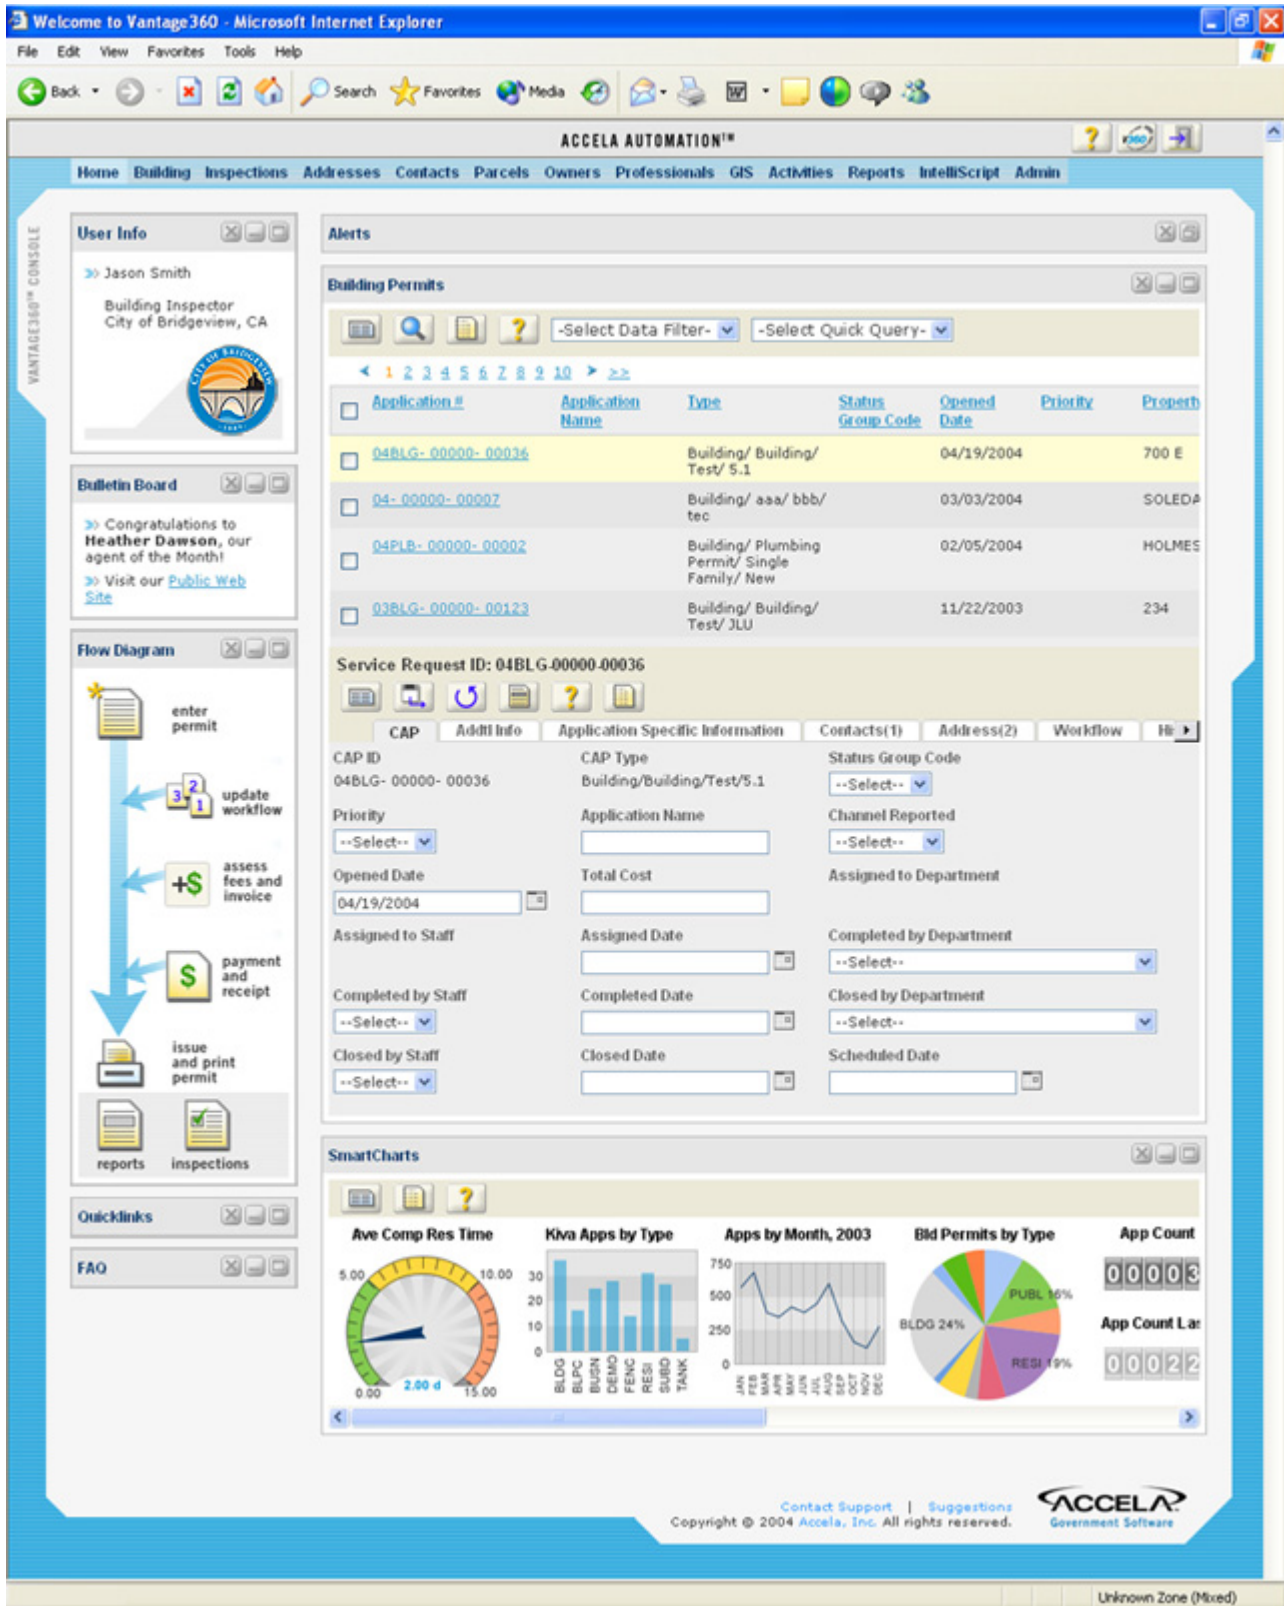 Welcome to Vantage360 - Microsoft Internet Explorer
File Edit View Favorites Tools Help
Back Search Favorites Media
ACCELA AUTOMATION™
Home Building Inspections Addresses Contacts Parcels Owners Professionals GIS Activities Reports IntelliScript Admin
VANTAGE360™ CONSOLE
User Info
Jason Smith
Building Inspector
City of Bridgeview, CA
CITY OF BRIDGEVIEW
Bulletin Board
Congratulations to
Heather Dawson, our
agent of the Month!
Visit our Public Web
Site
Flow Diagram
enter
permit
3 2 1
update
workflow
+$
assess
fees and
invoice
$
payment
and
receipt
issue
and print
permit
reports inspections
Quicklinks
FAQ
Alerts
Building Permits
-Select Data Filter- -Select Quick Query-
1 2 3 4 5 6 7 8 9 10 >>
Application # Application Name Type Status Group Code Opened Date Priority Propert
04BLG- 00000- 00036 Building/ Building/ Test/ 5.1 04/19/2004 700 E
04- 00000- 00007 Building/ aaa/ bbb/ tec 03/03/2004 SOLEDA
04PLB- 00000- 00002 Building/ Plumbing Permit/ Single Family/ New 02/05/2004 HOLMES
03BLG- 00000- 00123 Building/ Building/ Test/ JLU 11/22/2003 234
Service Request ID: 04BLG-00000-00036
CAP Addtl Info Application Specific Information Contacts(1) Address(2) Workflow Hi
CAP ID CAP Type Status Group Code
04BLG- 00000- 00036 Building/Building/Test/5.1 --Select--
Priority Application Name Channel Reported
--Select-- --Select--
Opened Date Total Cost Assigned to Department
04/19/2004
Assigned to Staff Assigned Date Completed by Department
--Select--
Completed by Staff Completed Date Closed by Department
--Select-- --Select--
Closed by Staff Closed Date Scheduled Date
--Select--
SmartCharts
Ave Comp Res Time Kiva Apps by Type Apps by Month, 2003 Bld Permits by Type App Count
5.00 10.00 0.00 2.00 d 15.00
30 20 10 0
BLDG BLPC BUSN DEMO FENC RESI SUBD TANK
750 500 250 0
JAN FEB MAR APR MAY JUN JUL AUG SEP OCT NOV DEC
PUBL 16%
BLDG 24%
RESI 19%
00003
App Count Las
00022
Contact Support | Suggestions
Copyright © 2004 Accela, Inc. All rights reserved.
ACCELA
Government Software
Unknown Zone (Mixed)